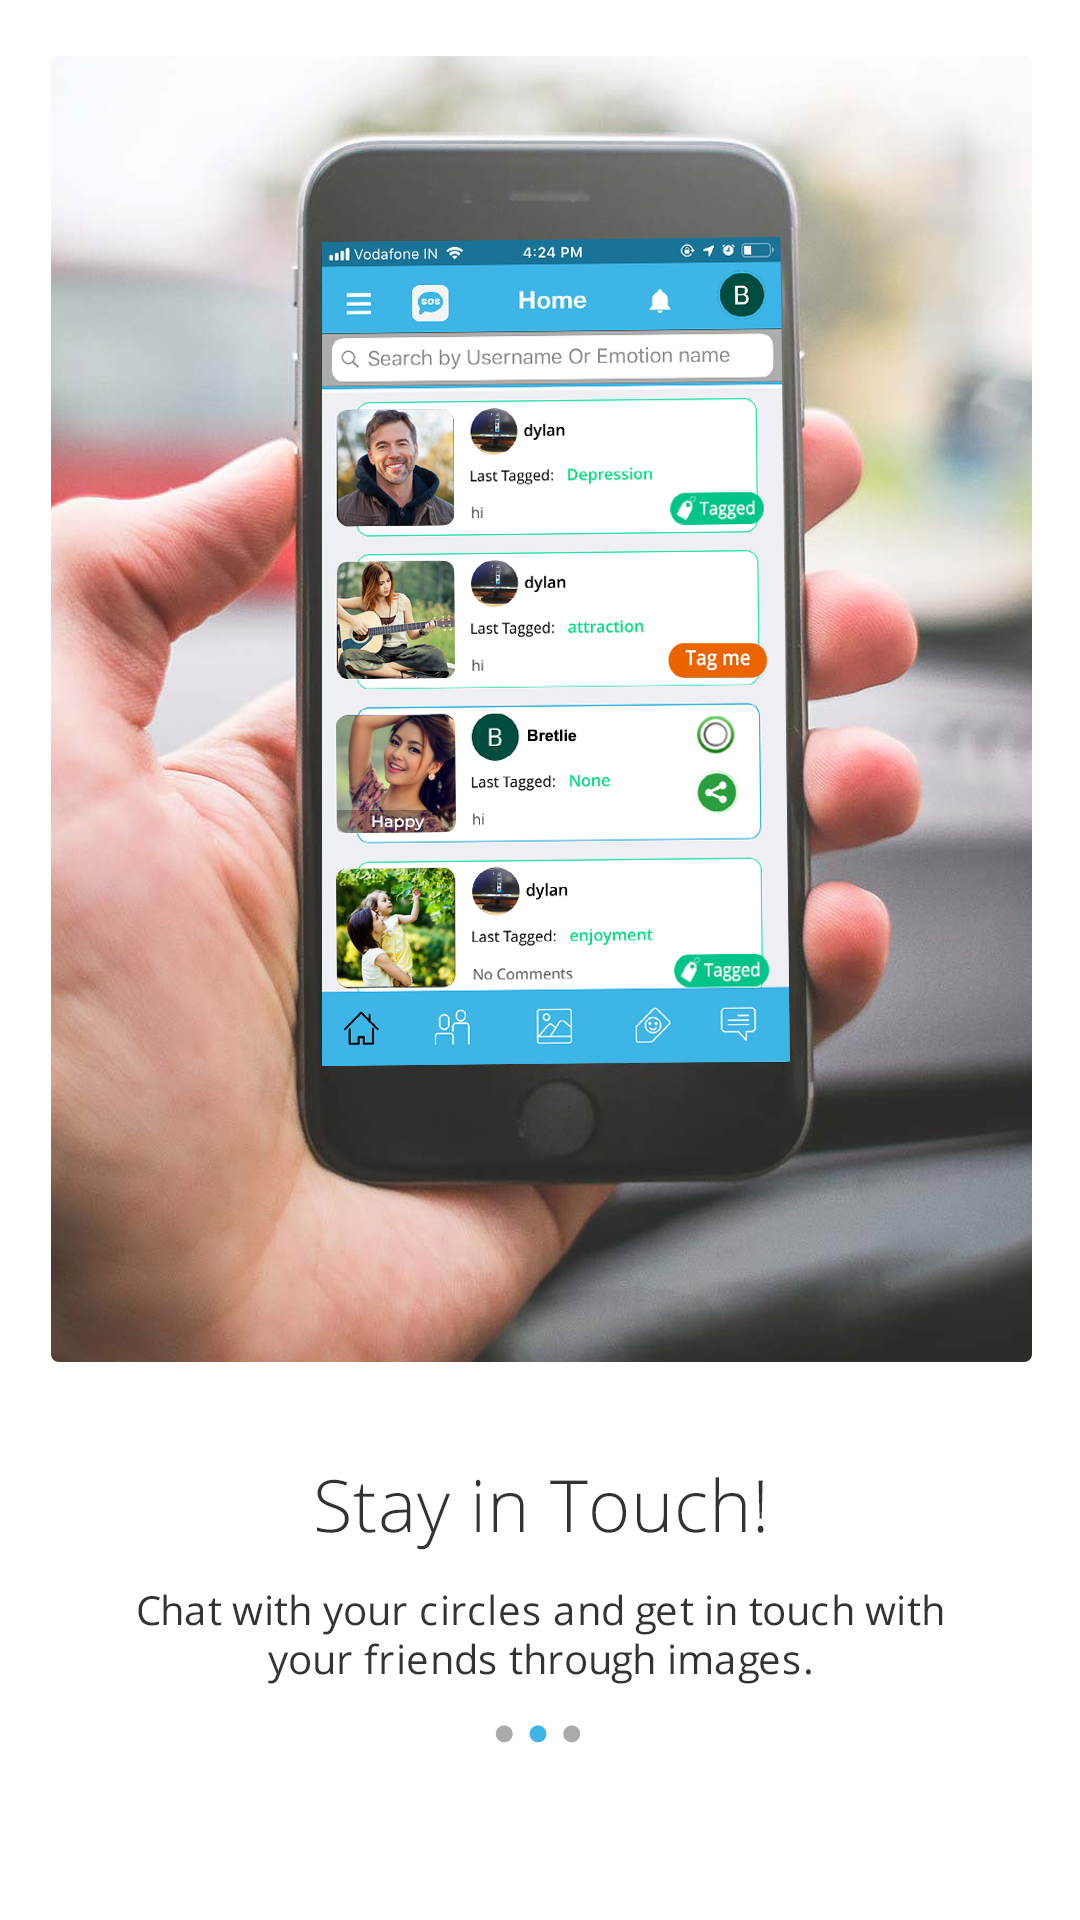 Vodafone IN 4:24 PM
SOS Home B
Search by Username Or Emotion name
dylan
Last Tagged: Depression
hi
Tagged
dylan
Last Tagged: attraction
hi
Tag me
B Bretlie
Last Tagged: None
hi
Happy
dylan
Last Tagged: enjoyment
No Comments
Tagged
Stay in Touch!
Chat with your circles and get in touch with
your friends through images.